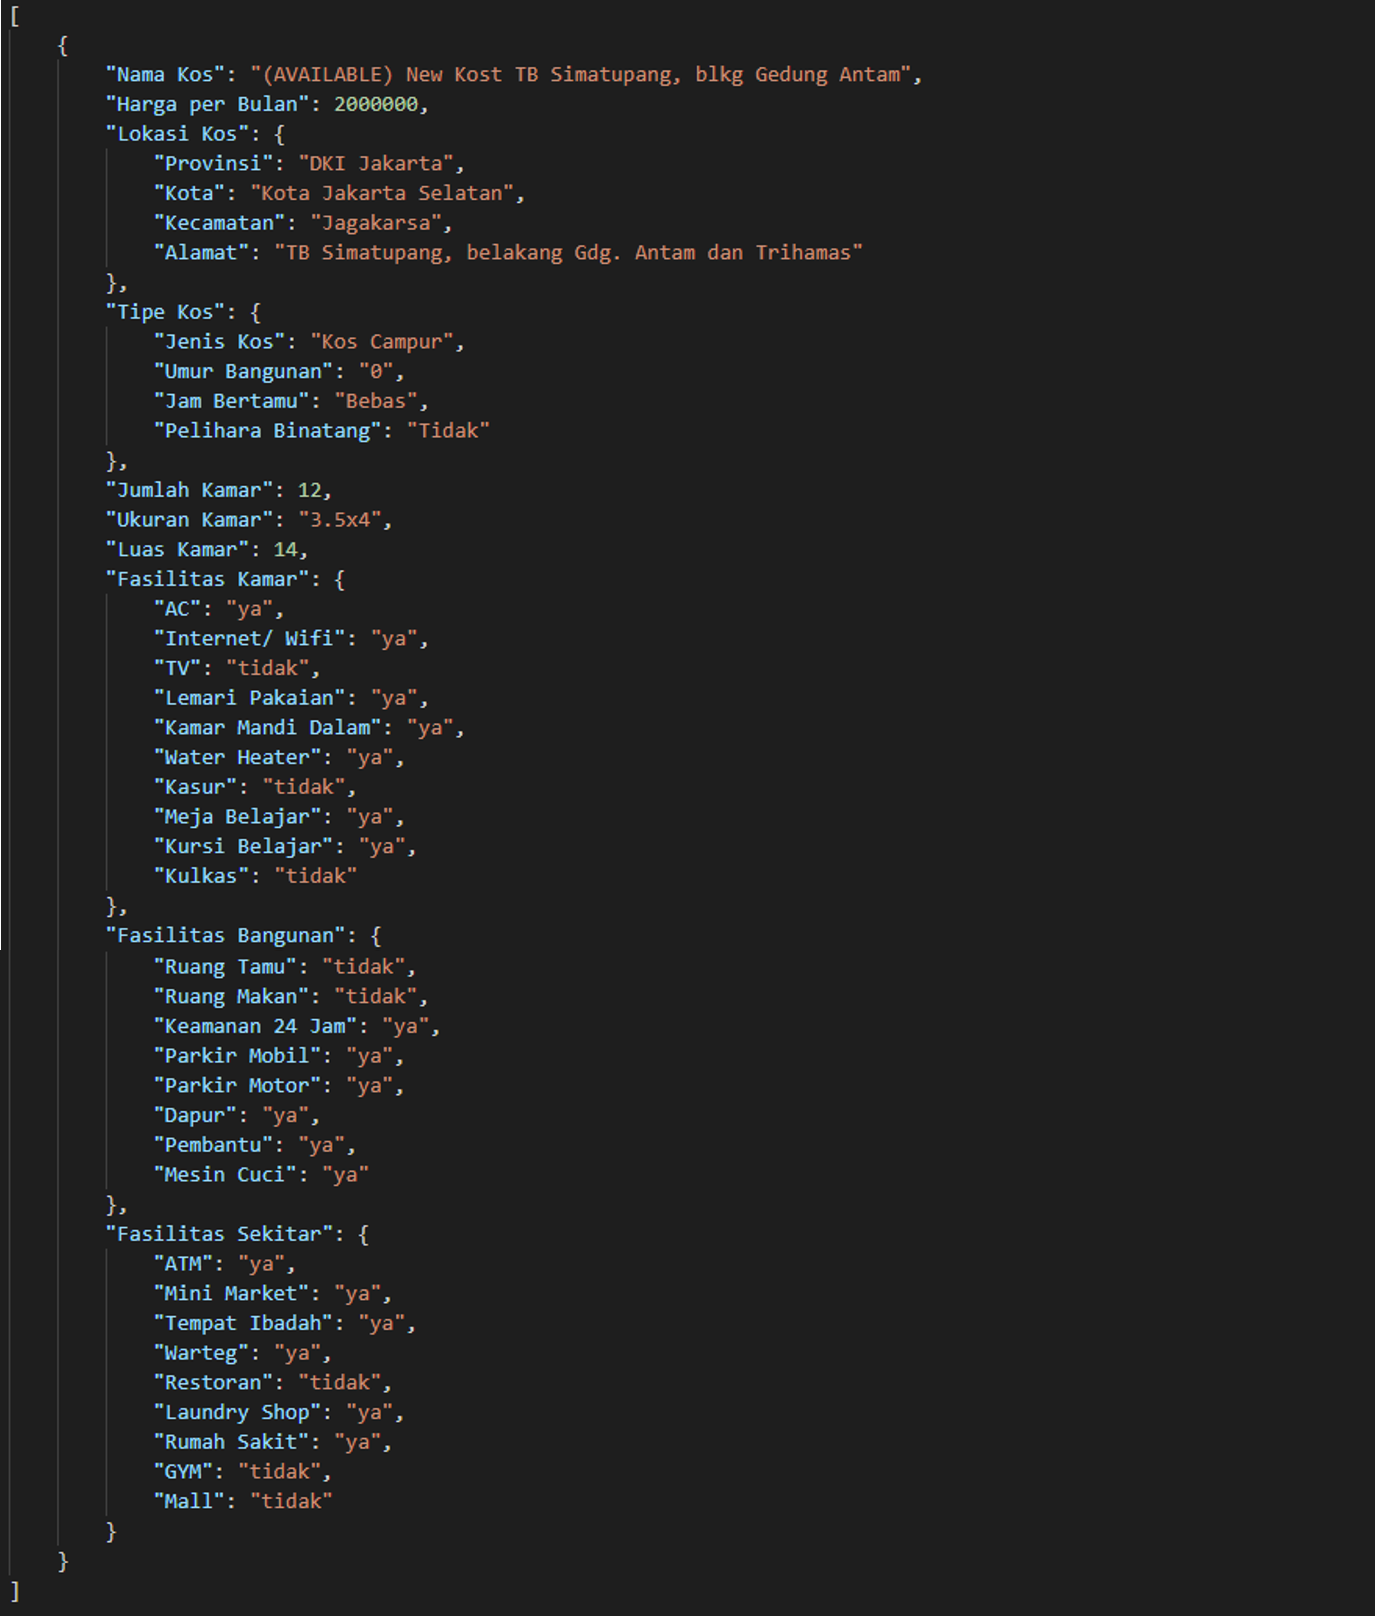 [
{
"Nama Kos": "(AVAILABLE) New Kost TB Simatupang, blkg Gedung Antam",
"Harga per Bulan": 2000000,
"Lokasi Kos": {
"Provinsi": "DKI Jakarta",
"Kota": "Kota Jakarta Selatan",
"Kecamatan": "Jagakarsa",
"Alamat": "TB Simatupang, belakang Gdg. Antam dan Trihamas"
},
"Tipe Kos": {
"Jenis Kos": "Kos Campur",
"Umur Bangunan": "0",
"Jam Bertamu": "Bebas",
"Pelihara Binatang": "Tidak"
},
"Jumlah Kamar": 12,
"Ukuran Kamar": "3.5x4",
"Luas Kamar": 14,
"Fasilitas Kamar": {
"AC": "ya",
"Internet/ Wifi": "ya",
"TV": "tidak",
"Lemari Pakaian": "ya",
"Kamar Mandi Dalam": "ya",
"Water Heater": "ya",
"Kasur": "tidak",
"Meja Belajar": "ya",
"Kursi Belajar": "ya",
"Kulkas": "tidak"
},
"Fasilitas Bangunan": {
"Ruang Tamu": "tidak",
"Ruang Makan": "tidak",
"Keamanan 24 Jam": "ya",
"Parkir Mobil": "ya",
"Parkir Motor": "ya",
"Dapur": "ya",
"Pembantu": "ya",
"Mesin Cuci": "ya"
},
"Fasilitas Sekitar": {
"ATM": "ya",
"Mini Market": "ya",
"Tempat Ibadah": "ya",
"Warteg": "ya",
"Restoran": "tidak",
"Laundry Shop": "ya",
"Rumah Sakit": "ya",
"GYM": "tidak",
"Mall": "tidak"
}
}
]